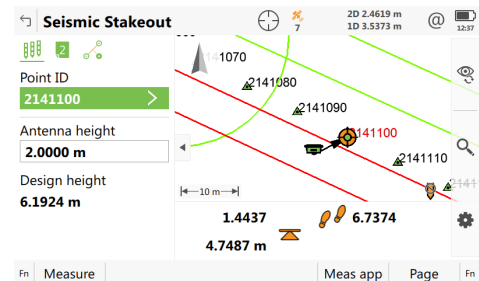 Seismic Stakeout
7
2D 2.4619 m
1D 3.5373 m
@
12:37
2
Point ID
2141100
Antenna height
2.0000 m
Design height
6.1924 m
1070
2141080
2141090
2141100
2141110
2141
10 m
1.4437
6.7374
4.7487 m
Fn Measure Meas app Page Fn